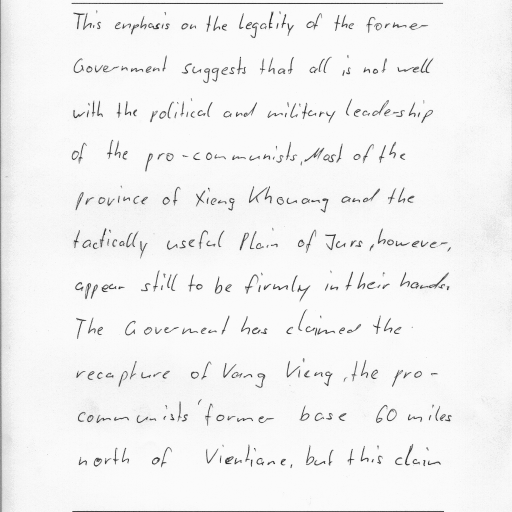 This emphasis on the legality of the former
Government suggests that all is not well
with the political and military leadership
of the pro-communists. Most of the
province of Xieng Khouang and the
tactically useful Plain of Jars, however,
appear still to be firmly in their hands.
The Government has claimed the
recapture of Vang Vieng, the pro-
communists' former base 60 miles
north of Vientiane, but this claim